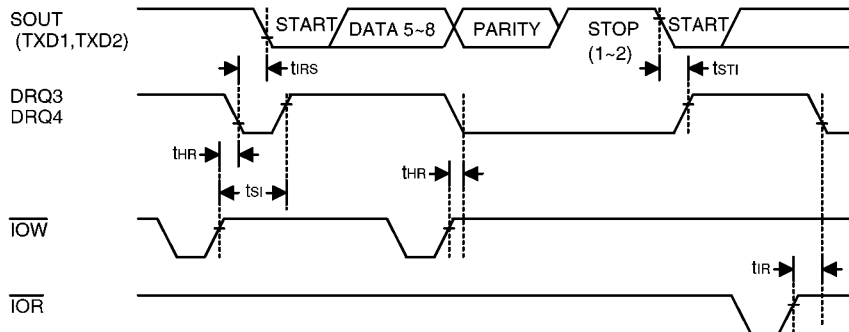 SOUT
(TXD1,TXD2)
START
DATA 5~8
PARITY
STOP
(1~2)
START
tIRS
tSTI
DRQ3
DRQ4
tHR
tHR
tSI
IOW
tIR
IOR